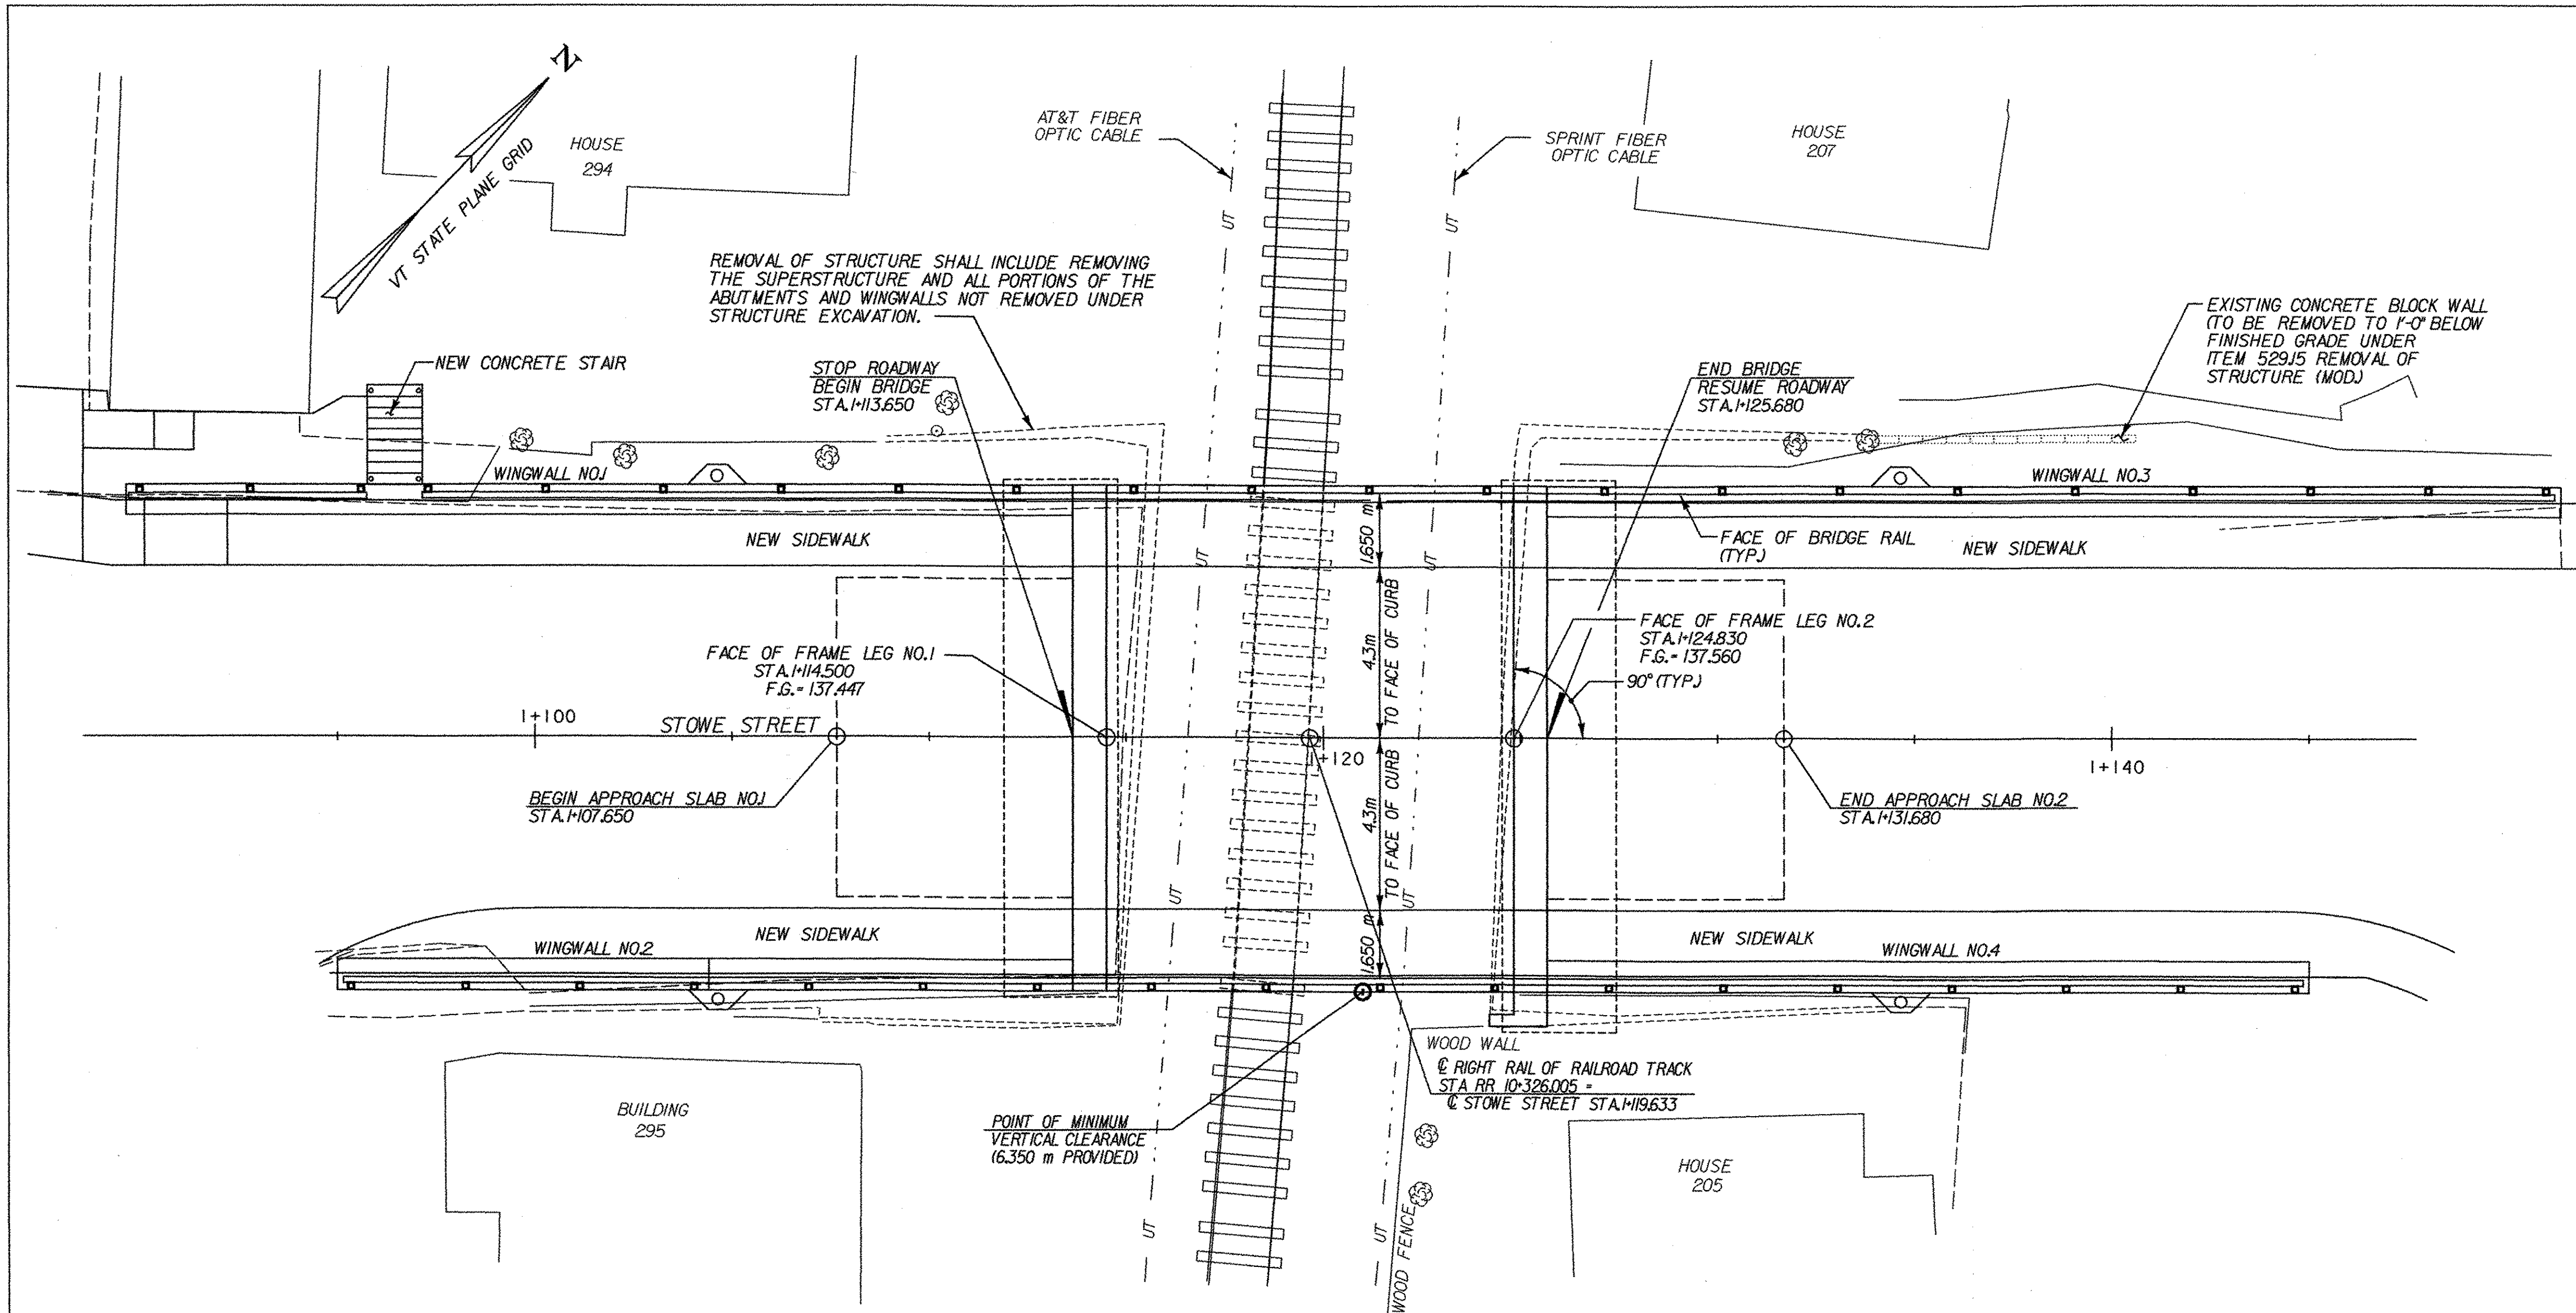 N
VT STATE PLANE GRID
HOUSE
294
AT&T FIBER
OPTIC CABLE
SPRINT FIBER
OPTIC CABLE
HOUSE
207
UT
UT
REMOVAL OF STRUCTURE SHALL INCLUDE REMOVING
THE SUPERSTRUCTURE AND ALL PORTIONS OF THE
ABUTMENTS AND WINGWALLS NOT REMOVED UNDER
STRUCTURE EXCAVATION.
EXISTING CONCRETE BLOCK WALL
(TO BE REMOVED TO 1'-0" BELOW
FINISHED GRADE UNDER
ITEM 529.15 REMOVAL OF
STRUCTURE (MOD.)
NEW CONCRETE STAIR
STOP ROADWAY
BEGIN BRIDGE
STA.1+113.650
END BRIDGE
RESUME ROADWAY
STA.1+125.680
WINGWALL NO.1
WINGWALL NO.3
NEW SIDEWALK
1.650 m
FACE OF BRIDGE RAIL
(TYP.)
NEW SIDEWALK
UT
UT
4.3m
TO FACE OF CURB
FACE OF FRAME LEG NO.1
STA.1+114.500
F.G.= 137.447
FACE OF FRAME LEG NO.2
STA.1+124.830
F.G.= 137.560
90° (TYP.)
1+100
STOWE STREET
1+120
1+140
BEGIN APPROACH SLAB NO.1
STA.1+107.650
4.3m
TO FACE OF CURB
END APPROACH SLAB NO.2
STA.1+131.680
UT
UT
WINGWALL NO.2
NEW SIDEWALK
1.650 m
NEW SIDEWALK
WINGWALL NO.4
WOOD WALL
℄ RIGHT RAIL OF RAILROAD TRACK
STA RR 10+326.005 =
℄ STOWE STREET STA.1+119.633
BUILDING
295
POINT OF MINIMUM
VERTICAL CLEARANCE
(6.350 m PROVIDED)
HOUSE
205
UT
UT
WOOD FENCE